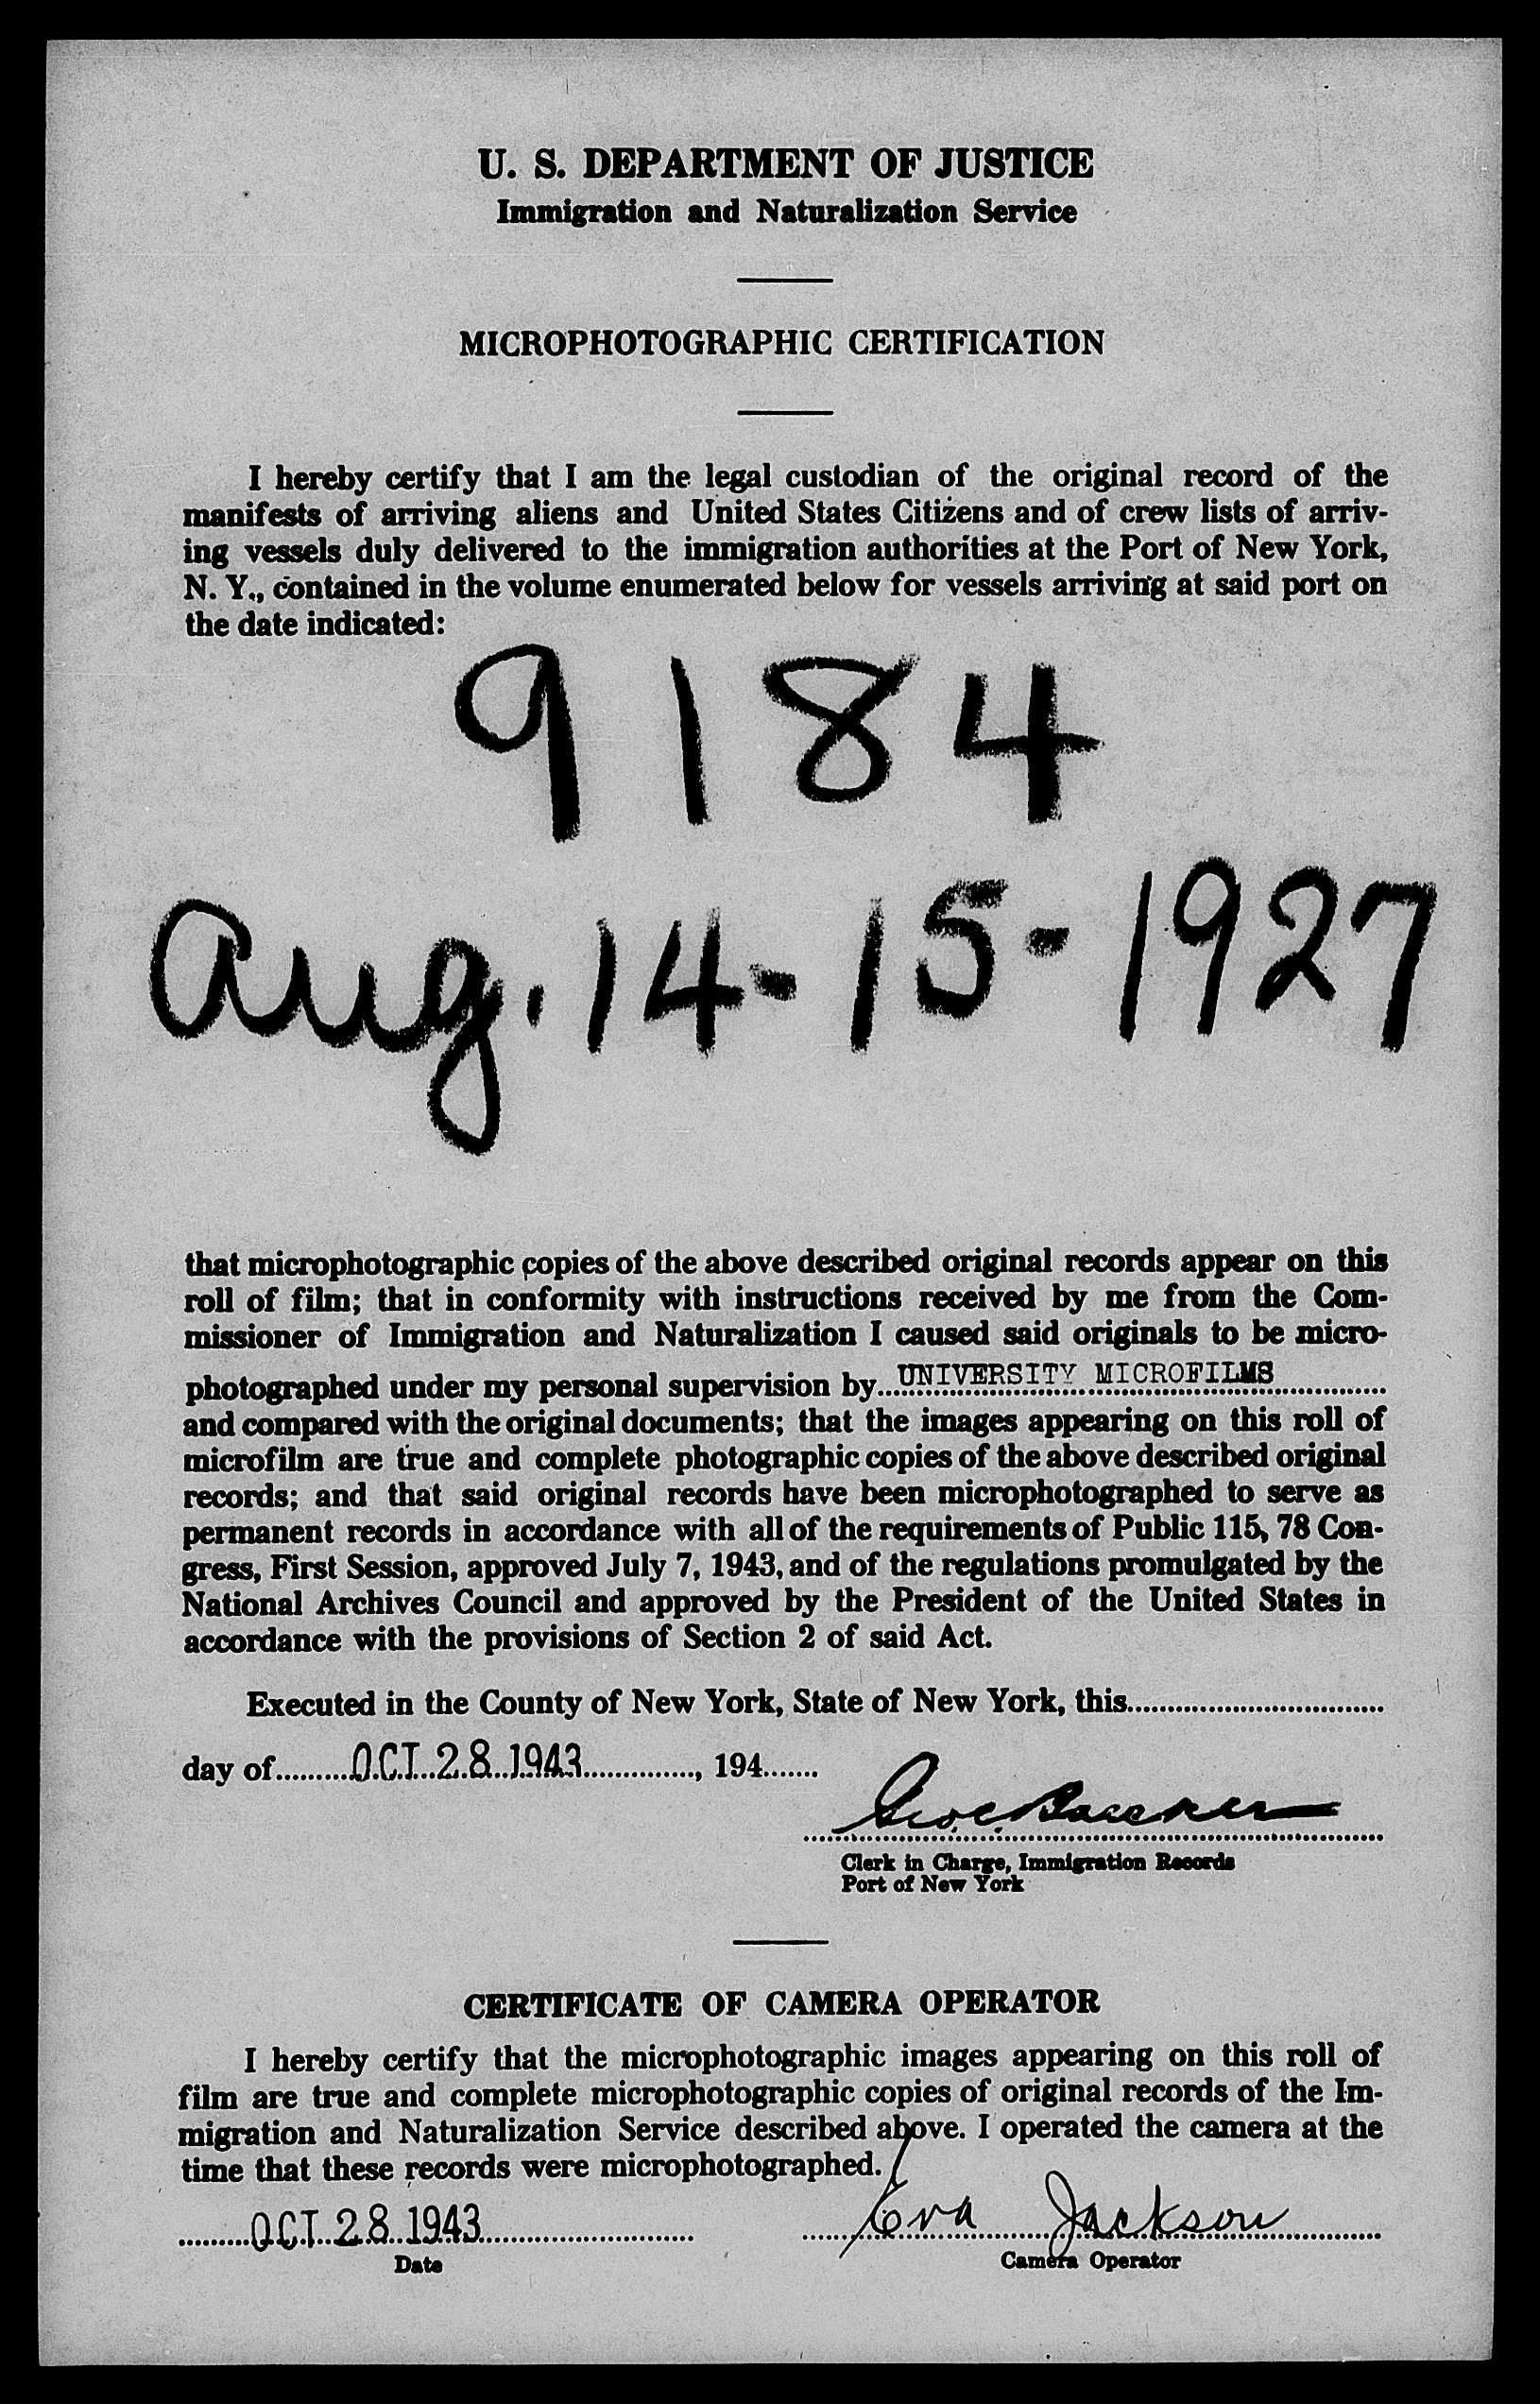 U. S. DEPARTMENT OF JUSTICE
Immigration and Naturalization Service
MICROPHOTOGRAPHIC CERTIFICATION
I hereby certify that I am the legal custodian of the original record of the
manifests of arriving aliens and United States Citizens and of crew lists of arriv-
ing vessels duly delivered to the immigration authorities at the Port of New York,
N. Y., contained in the volume enumerated below for vessels arriving at said port on
the date indicated:
9184
Aug. 14-15-1927
that microphotographic copies of the above described original records appear on this
roll of film; that in conformity with instructions received by me from the Com-
missioner of Immigration and Naturalization I caused said originals to be micro-
photographed under my personal supervision by UNIVERSITY MICROFILMS
and compared with the original documents; that the images appearing on this roll of
microfilm are true and complete photographic copies of the above described original
records; and that said original records have been microphotographed to serve as
permanent records in accordance with all of the requirements of Public 115, 78 Con-
gress, First Session, approved July 7, 1943, and of the regulations promulgated by the
National Archives Council and approved by the President of the United States in
accordance with the provisions of Section 2 of said Act.
Executed in the County of New York, State of New York, this
day of OCT 28 1943, 194
Clerk in Charge, Immigration Records
Port of New York
CERTIFICATE OF CAMERA OPERATOR
I hereby certify that the microphotographic images appearing on this roll of
film are true and complete microphotographic copies of original records of the Im-
migration and Naturalization Service described above. I operated the camera at the
time that these records were microphotographed.
OCT 28 1943 Eva Jackson
Date Camera Operator